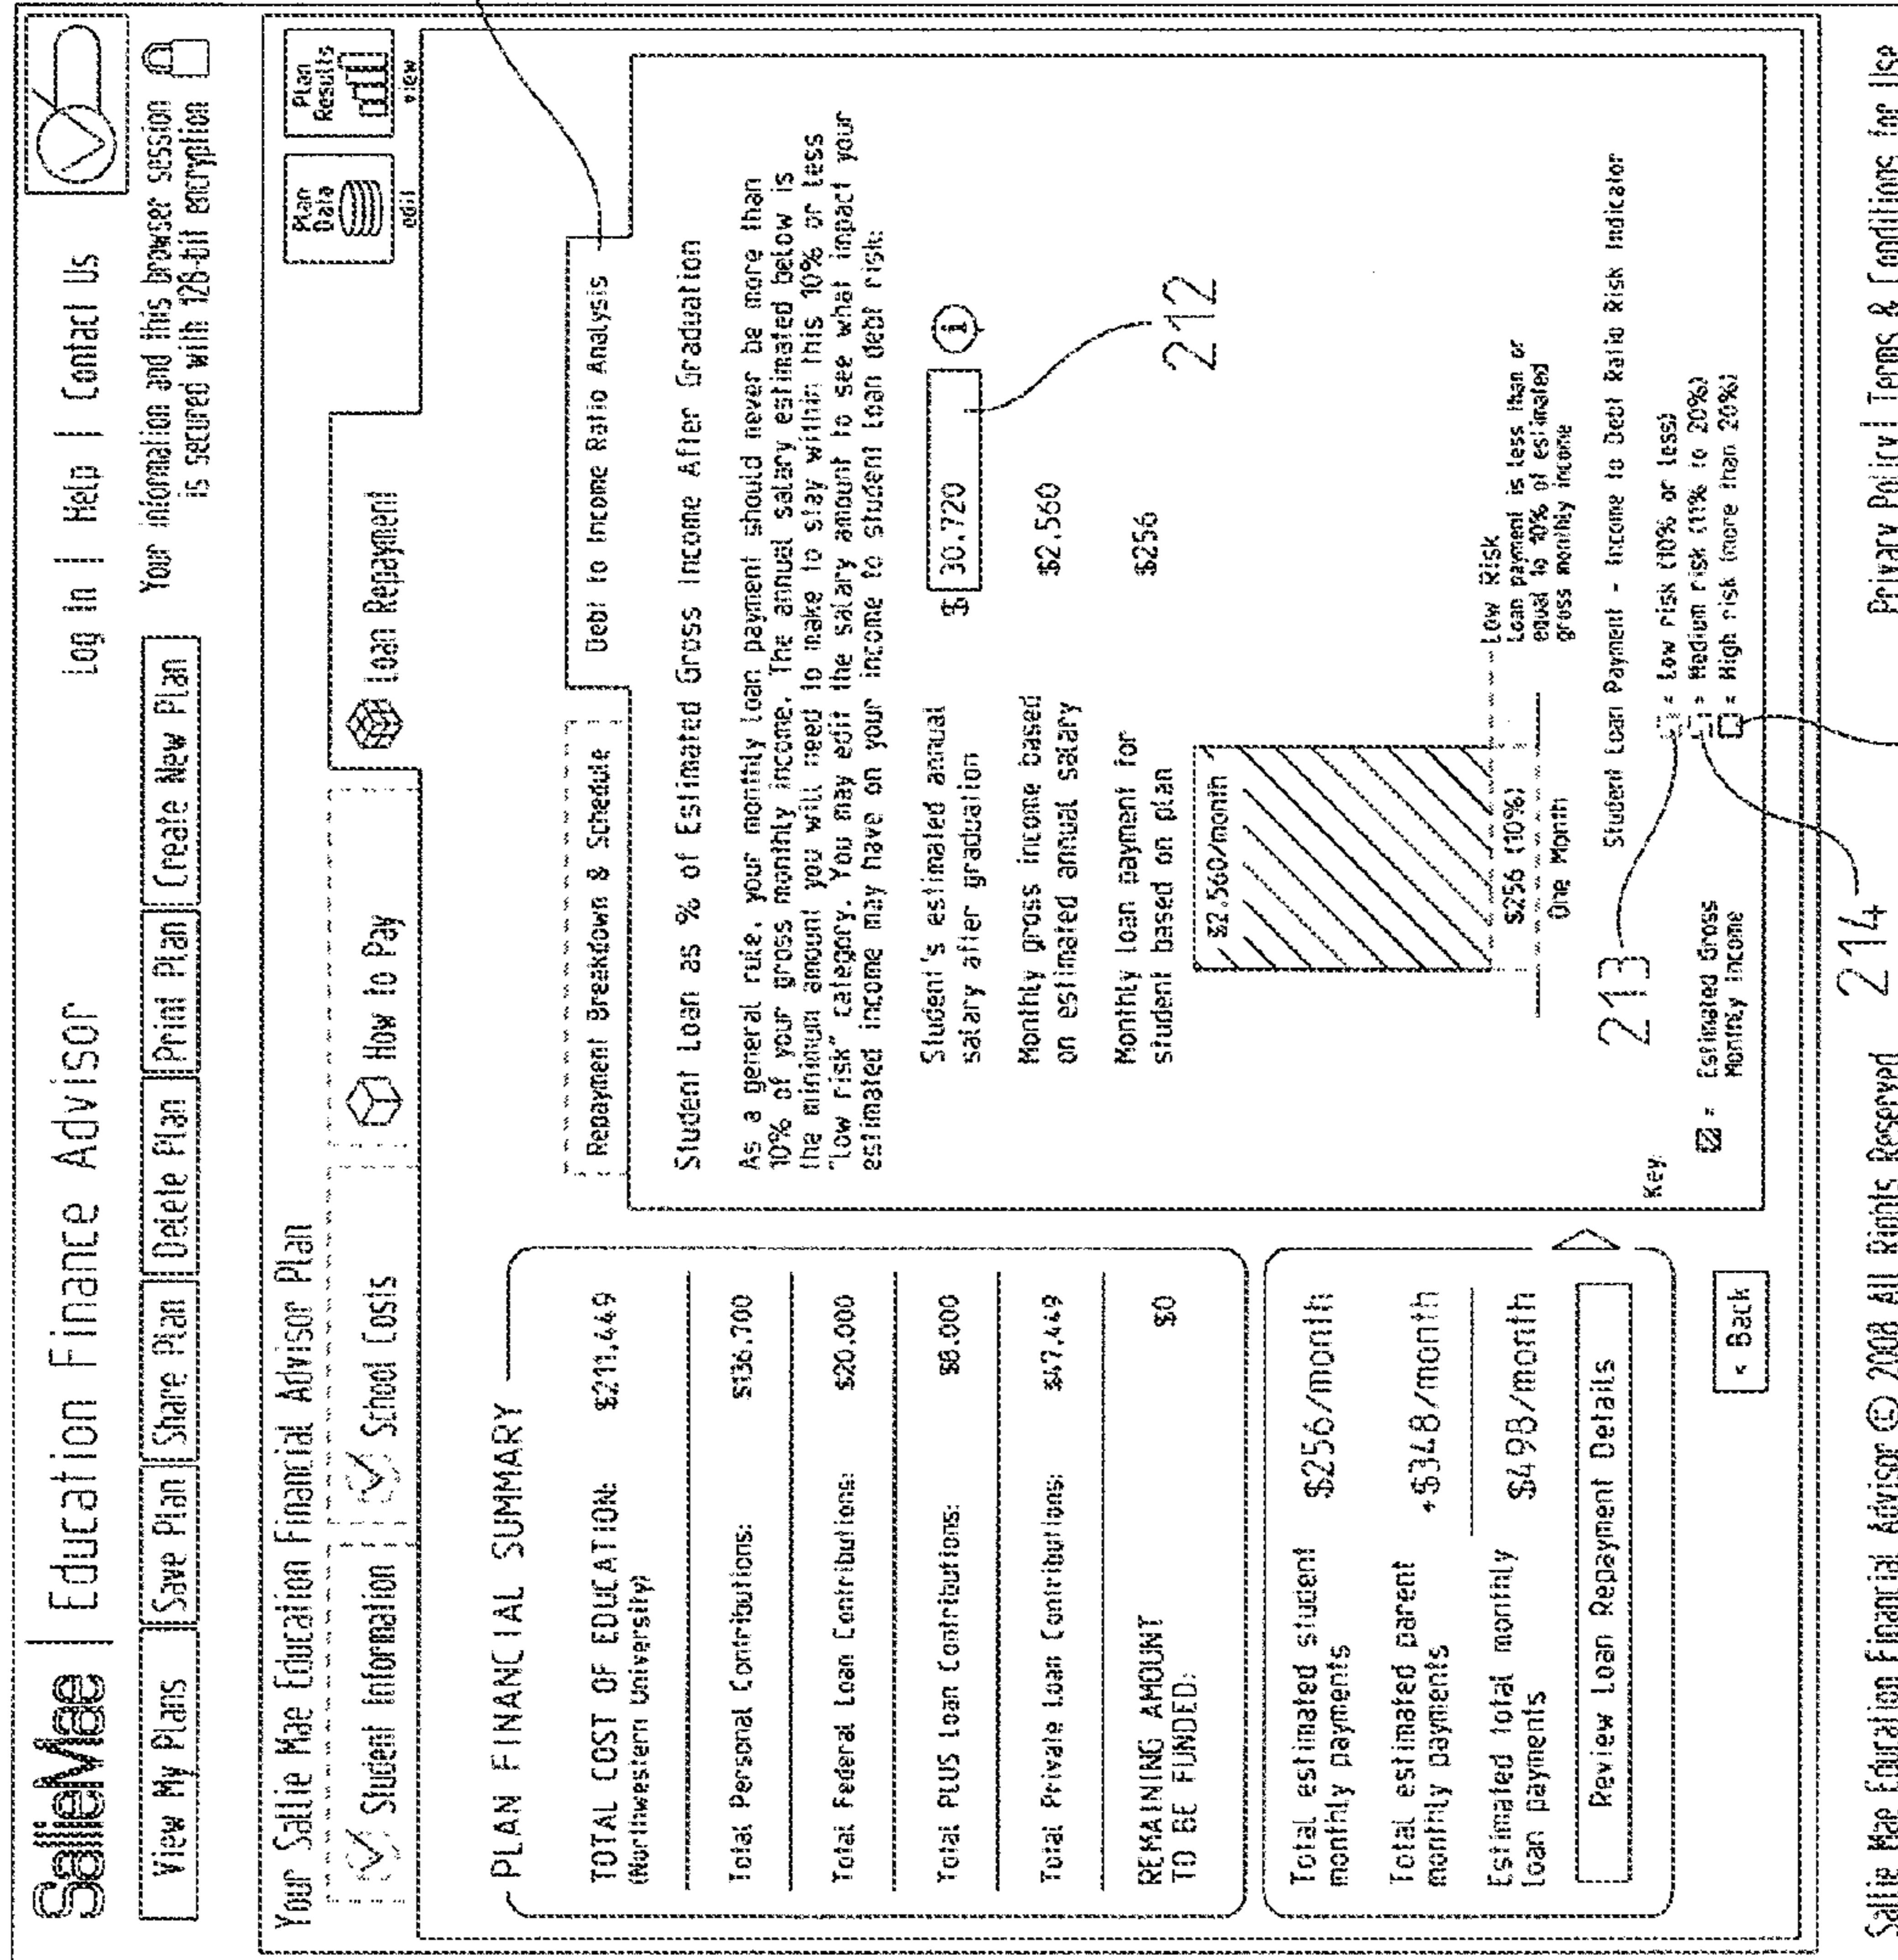 SallieMae | Education Finance Advisor
Log In | Help | Contact Us
View My Plans
Save Plan
Share Plan
Delete Plan
Print Plan
Create New Plan
Your information and this browser session
is secured with 128-bit encryption
Your Sallie Mae Education Financial Advisor Plan
Plan Data
edit
Plan Results
view
Student Information
School Costs
How to Pay
Loan Repayment
PLAN FINANCIAL SUMMARY
TOTAL COST OF EDUCATION: $211,449
(Northwestern University)
Total Personal Contributions: $136,700
Total Federal Loan Contributions: $20,000
Total PLUS Loan Contributions: $8,000
Total Private Loan Contributions: $47,449
REMAINING AMOUNT
TO BE FUNDED: $0
Total estimated student
monthly payments $256/month
Total estimated parent
monthly payments +$348/month
Estimated total monthly
loan payments $498/month
Review Loan Repayment Details
< Back
Repayment Breakdown & Schedule
Debt to Income Ratio Analysis
Student Loan as % of Estimated Gross Income After Graduation
As a general rule, your monthly loan payment should never be more than
10% of your gross monthly income. The annual salary estimated below is
the minimum amount you will need to make to stay within this 10% or less
"low risk" category. You may edit the salary amount to see what impact your
estimated income may have on your income to student loan debt risk:
Student's estimated annual
salary after graduation
$ 30,720
i
212
Monthly gross income based
on estimated annual salary
$2,560
Monthly loan payment for
student based on plan
$256
$2,560/month
$256 (10%)
One Month
Low Risk
Loan payment is less than or
equal to 10% of estimated
gross monthly income
213
Student Loan Payment - Income to Debt Ratio Risk Indicator
Key:
= Estimated Gross
Monthly Income
= Low risk (10% or less)
= Medium risk (11% to 20%)
= High risk (more than 20%)
214
Sallie Mae Education Financial Advisor © 2008 All Rights Reserved
Privacy Policy | Terms & Conditions for Use